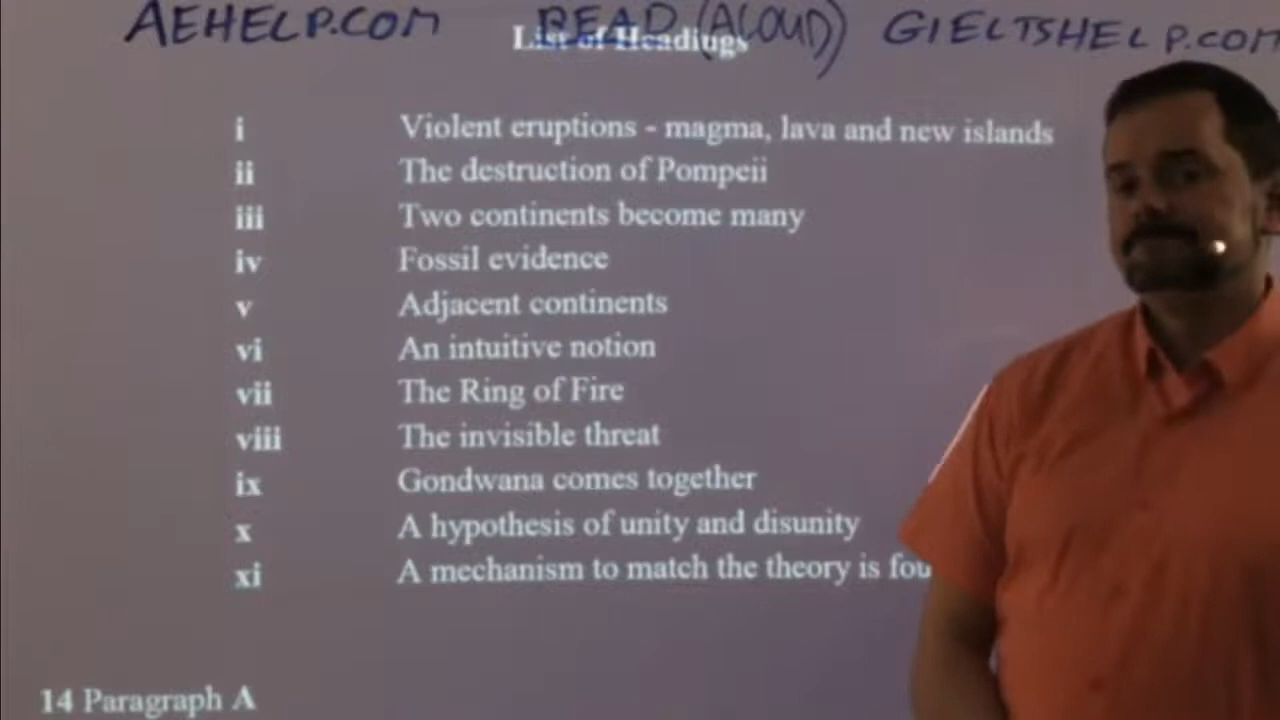 AEHELP.COM READ (ALOUD) GIELTSHELP.COM
List of Headings
i Violent eruptions - magma, lava and new islands
ii The destruction of Pompeii
iii Two continents become many
iv Fossil evidence
v Adjacent continents
vi An intuitive notion
vii The Ring of Fire
viii The invisible threat
ix Gondwana comes together
x A hypothesis of unity and disunity
xi A mechanism to match the theory is
14 Paragraph A